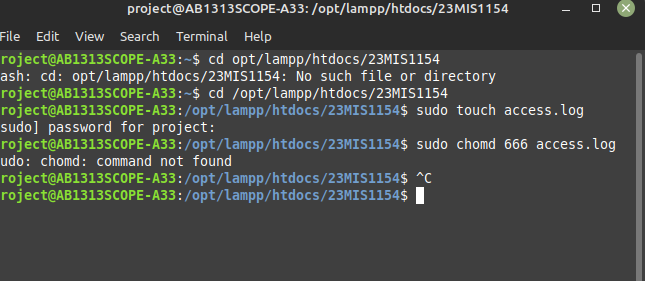 project@AB1313SCOPE-A33: /opt/lampp/htdocs/23MIS1154
File Edit View Search Terminal Help
roject@AB1313SCOPE-A33:~$ cd opt/lampp/htdocs/23MIS1154
ash: cd: opt/lampp/htdocs/23MIS1154: No such file or directory
roject@AB1313SCOPE-A33:~$ cd /opt/lampp/htdocs/23MIS1154
roject@AB1313SCOPE-A33:/opt/lampp/htdocs/23MIS1154$ sudo touch access.log
sudo] password for project:
roject@AB1313SCOPE-A33:/opt/lampp/htdocs/23MIS1154$ sudo chomd 666 access.log
udo: chomd: command not found
roject@AB1313SCOPE-A33:/opt/lampp/htdocs/23MIS1154$ ^C
roject@AB1313SCOPE-A33:/opt/lampp/htdocs/23MIS1154$